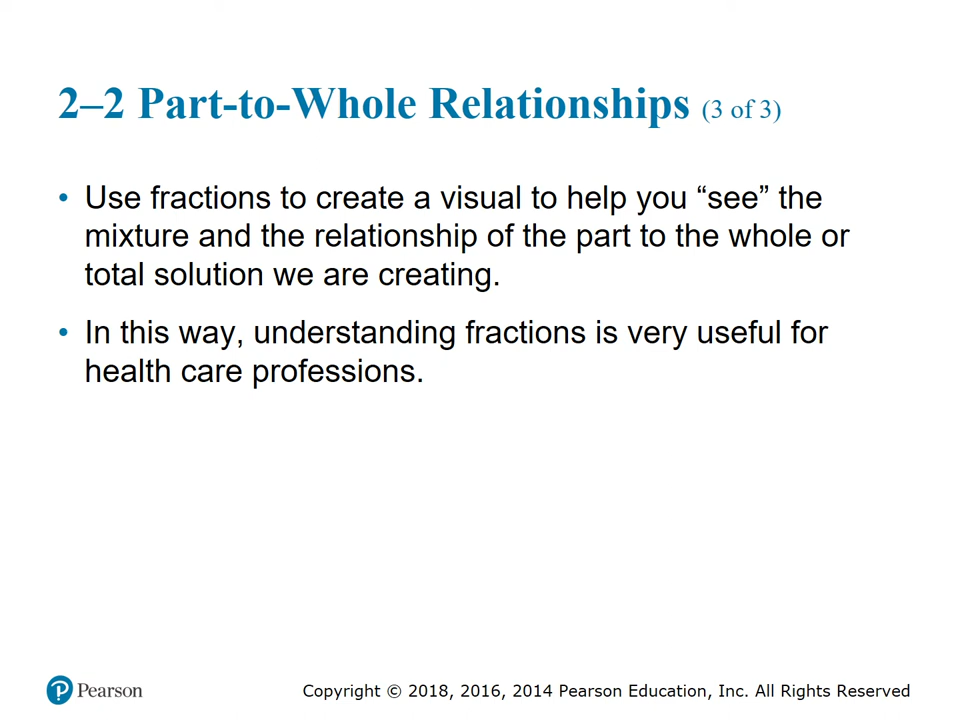 2–2 Part-to-Whole Relationships (3 of 3)
• Use fractions to create a visual to help you “see” the
mixture and the relationship of the part to the whole or
total solution we are creating.
• In this way, understanding fractions is very useful for
health care professions.
Pearson
Copyright © 2018, 2016, 2014 Pearson Education, Inc. All Rights Reserved